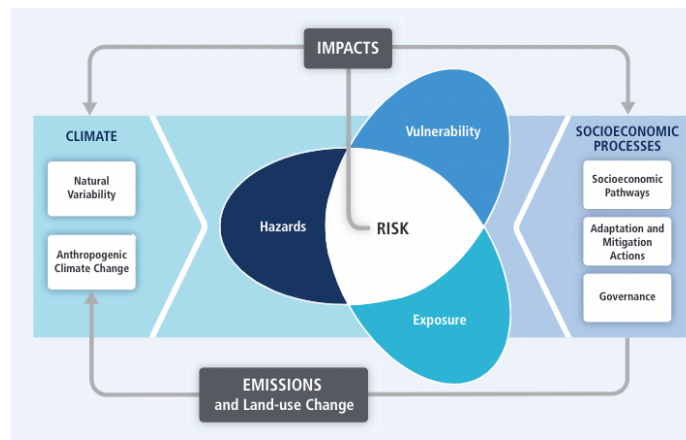 IMPACTS
CLIMATE
Natural
Variability
Anthropogenic
Climate Change
Hazards
Vulnerability
RISK
Exposure
SOCIOECONOMIC
PROCESSES
Socioeconomic
Pathways
Adaptation and
Mitigation
Actions
Governance
EMISSIONS
and Land-use Change